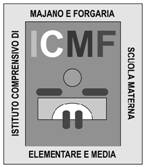 MAJANO E FORGARIA
ISTITUTO COMPRENSIVO DI
ICMF
SCUOLA MATERNA
ELEMENTARE E MEDIA